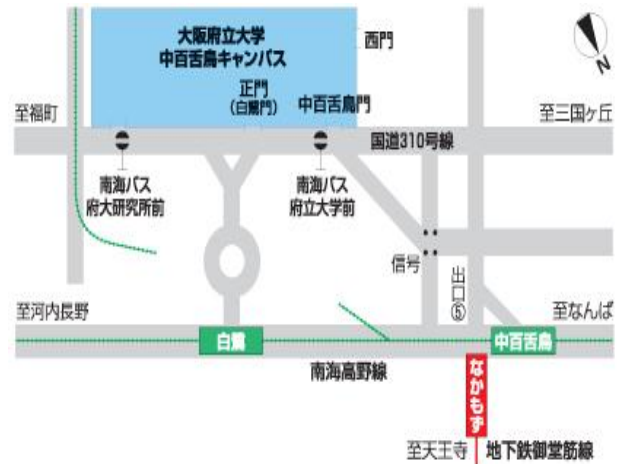 大阪府立大学
中百舌鳥キャンパス
西門
正門
(白鷺門)
中百舌鳥門
N
至福町
至三国ヶ丘
国道310号線
南海バス
府大研究所前
南海バス
府立大学前
信号
出口⑤
至河内長野
至なんば
白鷺
中百舌鳥
南海高野線
なかもず
至天王寺
地下鉄御堂筋線